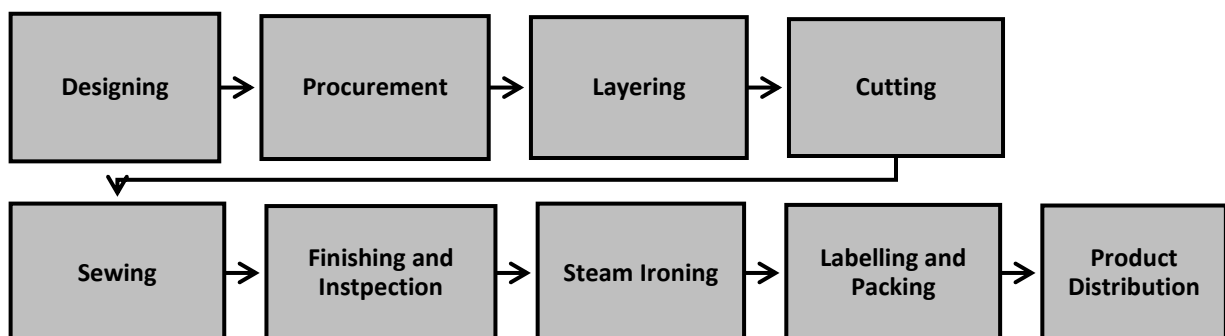 Designing
Procurement
Layering
Cutting
Sewing
Finishing and
Instpection
Steam Ironing
Labelling and
Packing
Product
Distribution